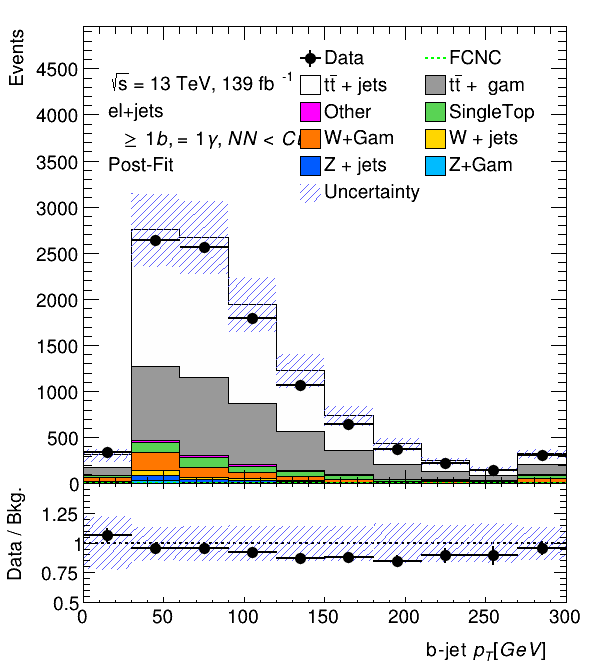 Events
4500
4000
3500
3000
2500
2000
1500
1000
500
0
√s = 13 TeV, 139 fb -1
el+jets
≥ 1b, = 1γ, NN < C
Post-Fit
Data
FCNC
tt̄ + jets
tt̄ + gam
Other
SingleTop
W+Gam
W + jets
Z + jets
Z+Gam
Uncertainty
Data / Bkg.
1.25
1
0.75
0.5
0 50 100 150 200 250 300
b-jet pT[GeV]